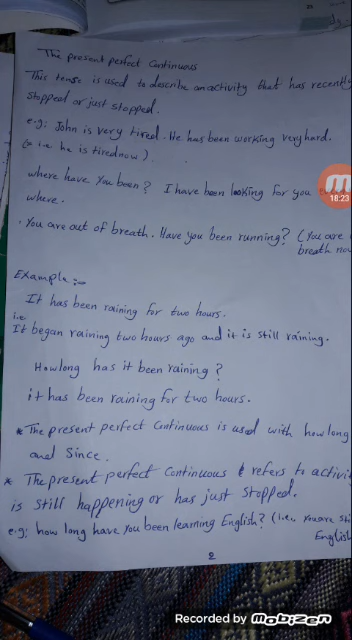 The present perfect Continuous
This tense is used to describe an activity that has recently
stopped or just stopped.
e.g; John is very tired. He has been working very hard.
(i.e he is tired now).
where have You been? I have been looking for you
where.
. You are out of breath. Have you been running? (You are
breath now
Example:-
It has been raining for two hours.
i.e
It began raining two hours ago and it is still raining.
How long has it been raining?
it has been raining for two hours.
* The present perfect Continuous is used with how long
and Since.
* The present perfect Continuous refers to activi
is still happening or has just stopped.
e.g; how long have You been learning English? (i.e. You are sti
English
2
18:23
Recorded by mobizen